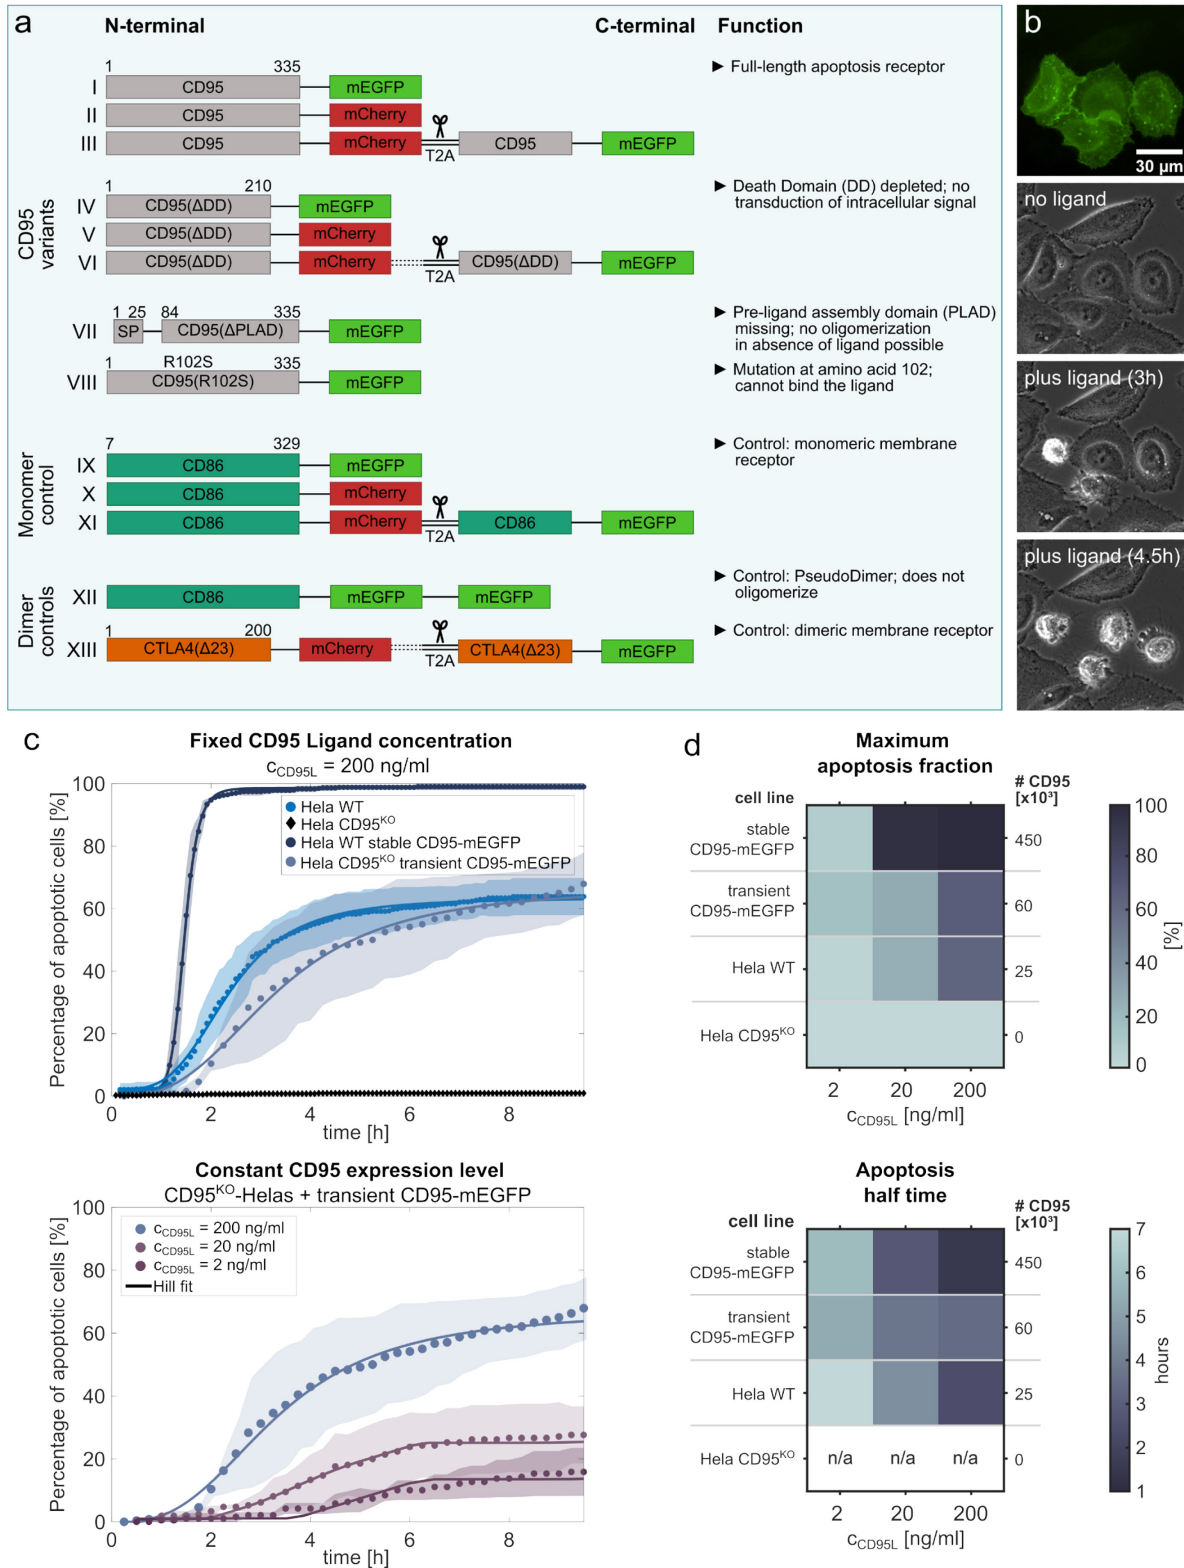 a
N-terminal C-terminal Function
1 335
I CD95 mEGFP ► Full-length apoptosis receptor
II CD95 mCherry
III CD95 mCherry T2A CD95 mEGFP
CD95 variants
1 210
IV CD95(ΔDD) mEGFP ► Death Domain (DD) depleted; no
transduction of intracellular signal
V CD95(ΔDD) mCherry
VI CD95(ΔDD) mCherry T2A CD95(ΔDD) mEGFP
1 25 84 335
VII SP CD95(ΔPLAD) mEGFP ► Pre-ligand assembly domain (PLAD)
missing; no oligomerization
in absence of ligand possible
1 R102S 335
VIII CD95(R102S) mEGFP ► Mutation at amino acid 102;
cannot bind the ligand
Monomer control
7 329
IX CD86 mEGFP ► Control: monomeric membrane
receptor
X CD86 mCherry
XI CD86 mCherry T2A CD86 mEGFP
Dimer controls
XII CD86 mEGFP mEGFP ► Control: PseudoDimer; does not
oligomerize
1 200
XIII CTLA4(Δ23) mCherry T2A CTLA4(Δ23) mEGFP ► Control: dimeric membrane receptor
b
30 µm
no ligand
plus ligand (3h)
plus ligand (4.5h)
c
Fixed CD95 Ligand concentration
cCD95L = 200 ng/ml
Percentage of apoptotic cells [%]
100
80
60
40
20
0
Hela WT
Hela CD95KO
Hela WT stable CD95-mEGFP
Hela CD95KO transient CD95-mEGFP
0 2 4 6 8
time [h]
Constant CD95 expression level
CD95KO-Helas + transient CD95-mEGFP
Percentage of apoptotic cells [%]
100
80
60
40
20
0
cCD95L = 200 ng/ml
cCD95L = 20 ng/ml
cCD95L = 2 ng/ml
Hill fit
0 2 4 6 8
time [h]
d
Maximum
apoptosis fraction
cell line
# CD95
[x10³]
stable
CD95-mEGFP
450
transient
CD95-mEGFP
60
Hela WT
25
Hela CD95KO
0
2 20 200
cCD95L [ng/ml]
100
80
60
40
20
0
[%]
Apoptosis
half time
cell line
# CD95
[x10³]
stable
CD95-mEGFP
450
transient
CD95-mEGFP
60
Hela WT
25
Hela CD95KO n/a n/a n/a 0
2 20 200
cCD95L [ng/ml]
7
6
5
4
3
2
1
hours